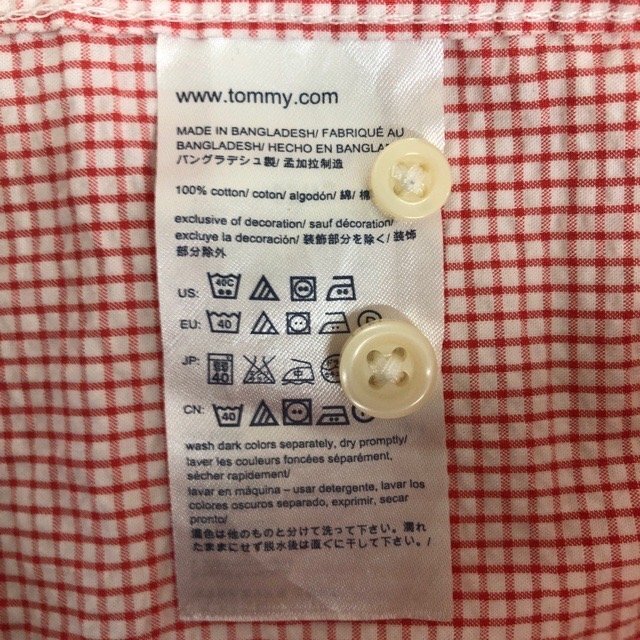 www.tommy.com
MADE IN BANGLADESH/ FABRIQUÉ AU
BANGLADESH/ HECHO EN BANGLA
バングラデシュ製/ 孟加拉制造
100% cotton/ coton/ algodón/ 綿/ 棉
exclusive of decoration/ sauf décoration/
excluye la decoración/ 装飾部分を除く/ 装饰
部分除外
US: 40C
EU: 40
JP: 40
CN: 40
wash dark colors separately, dry promptly/
laver les couleurs foncées séparément,
sécher rapidement/
lavar en máquina – usar detergente, lavar los
colores oscuros separado, exprimir, secar
pronto/
濃色は他のものと分けて洗って下さい。濡れ
たままにせず脱水後は直ぐに干して下さい。/